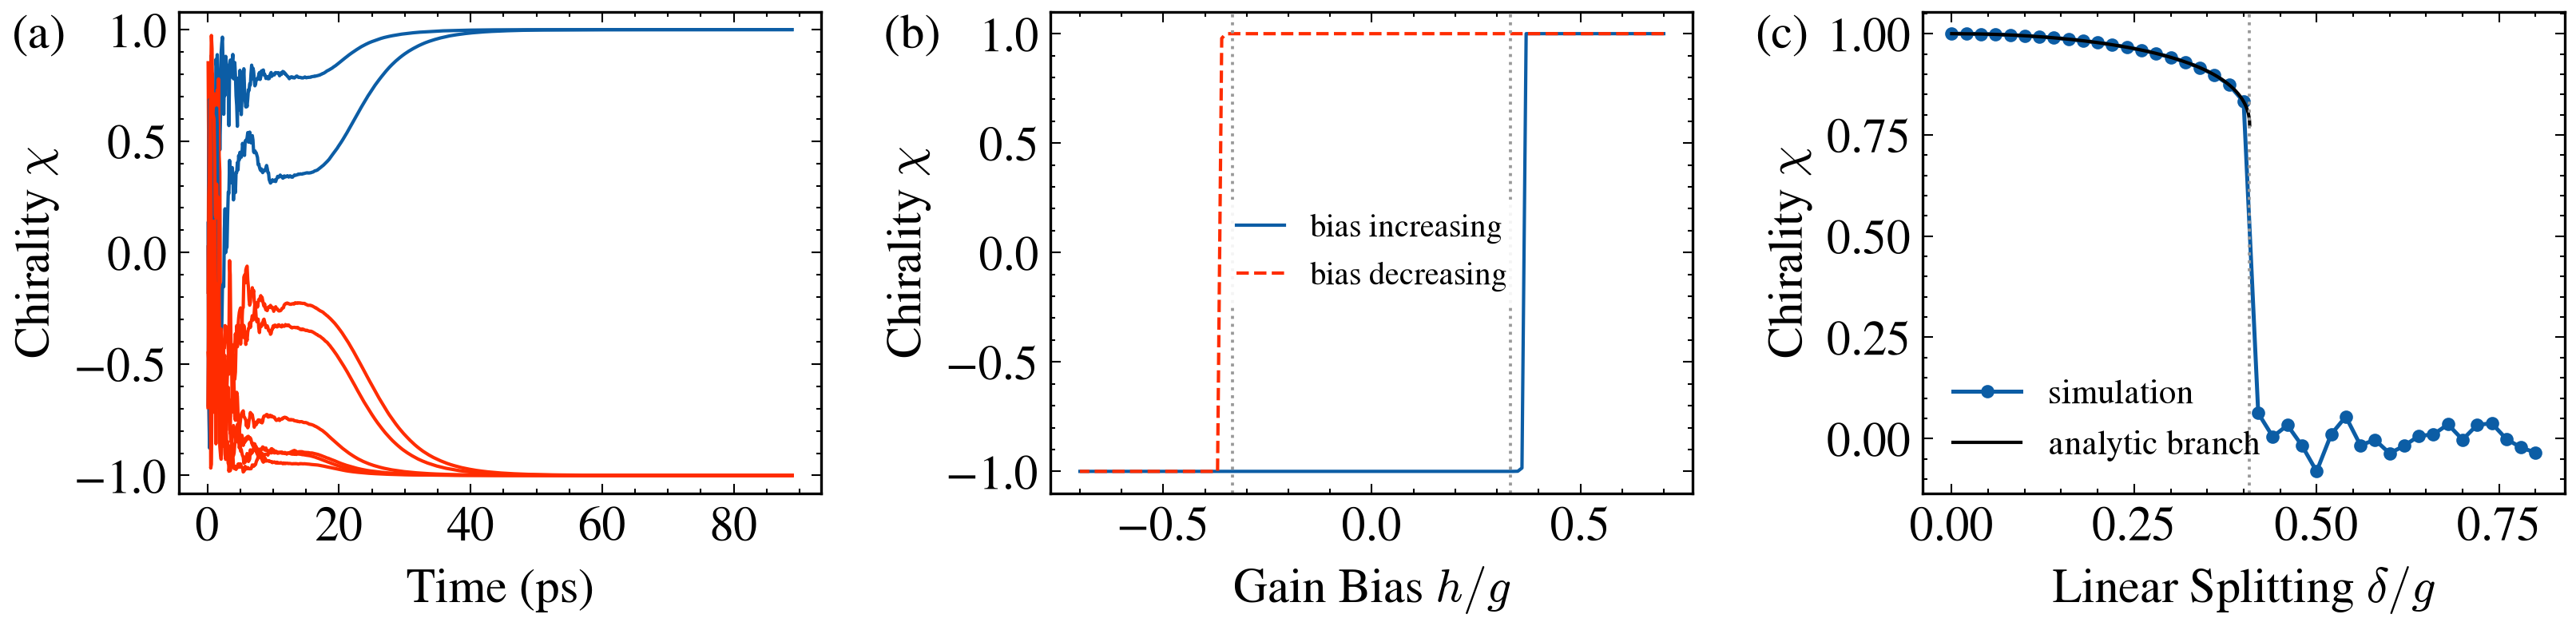 (a)
Chirality χ
1.0
0.5
0.0
−0.5
−1.0
0 20 40 60 80
Time (ps)
(b)
Chirality χ
1.0
0.5
0.0
−0.5
−1.0
bias increasing
bias decreasing
−0.5 0.0 0.5
Gain Bias h/g
(c)
Chirality χ
1.00
0.75
0.50
0.25
0.00
simulation
analytic branch
0.00 0.25 0.50 0.75
Linear Splitting δ/g